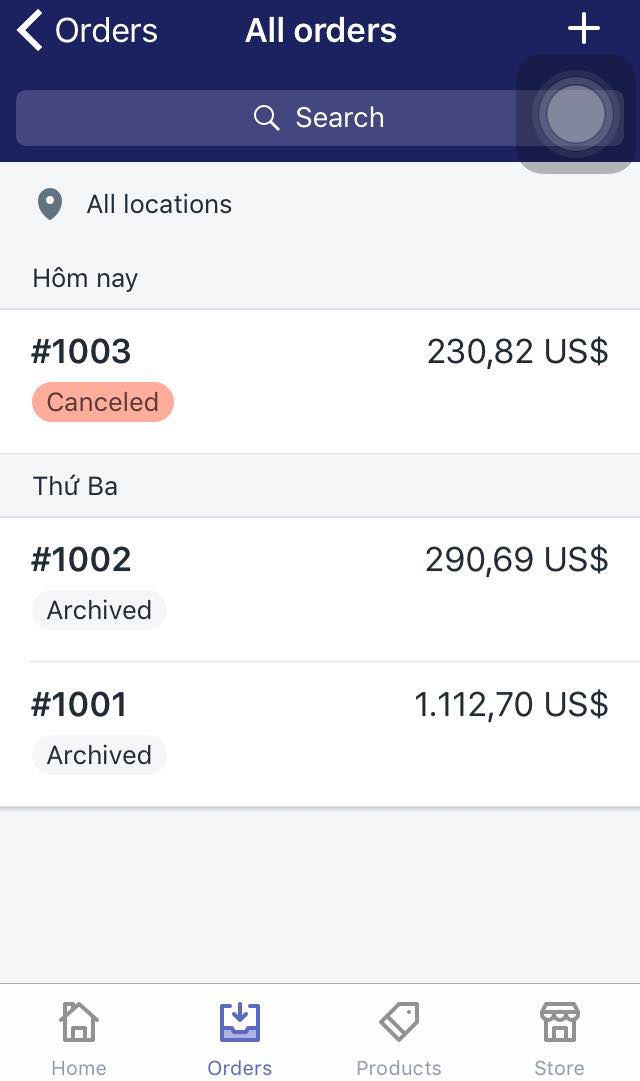 Orders
All orders
Search
All locations
Hôm nay
#1003
230,82 US$
Canceled
Thứ Ba
#1002
290,69 US$
Archived
#1001
1.112,70 US$
Archived
Home
Orders
Products
Store